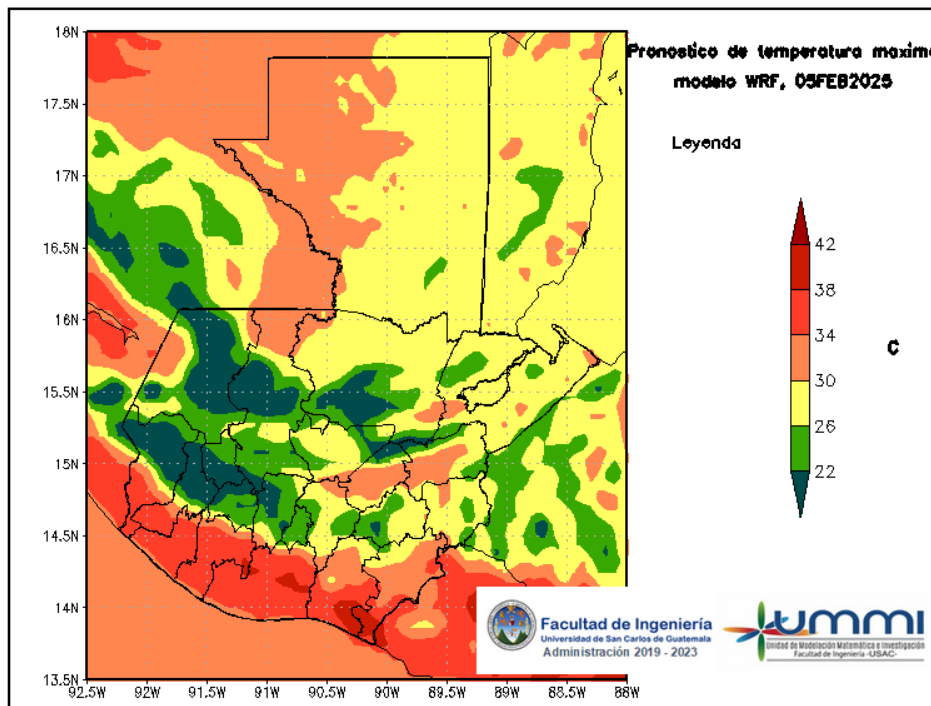 Pronostico de temperatura maxima
modelo WRF, 05FEB2025
Leyenda
42
38
34
30
26
22
C
18N
17.5N
17N
16.5N
16N
15.5N
15N
14.5N
14N
13.5N
92.5W
92W
91.5W
91W
90.5W
90W
89.5W
89W
88.5W
88W
Facultad de Ingeniería
Universidad de San Carlos de Guatemala
Administración 2019 - 2023
UMMI
Unidad de Modelación Matemática e Investigación
Facultad de Ingeniería -USAC-